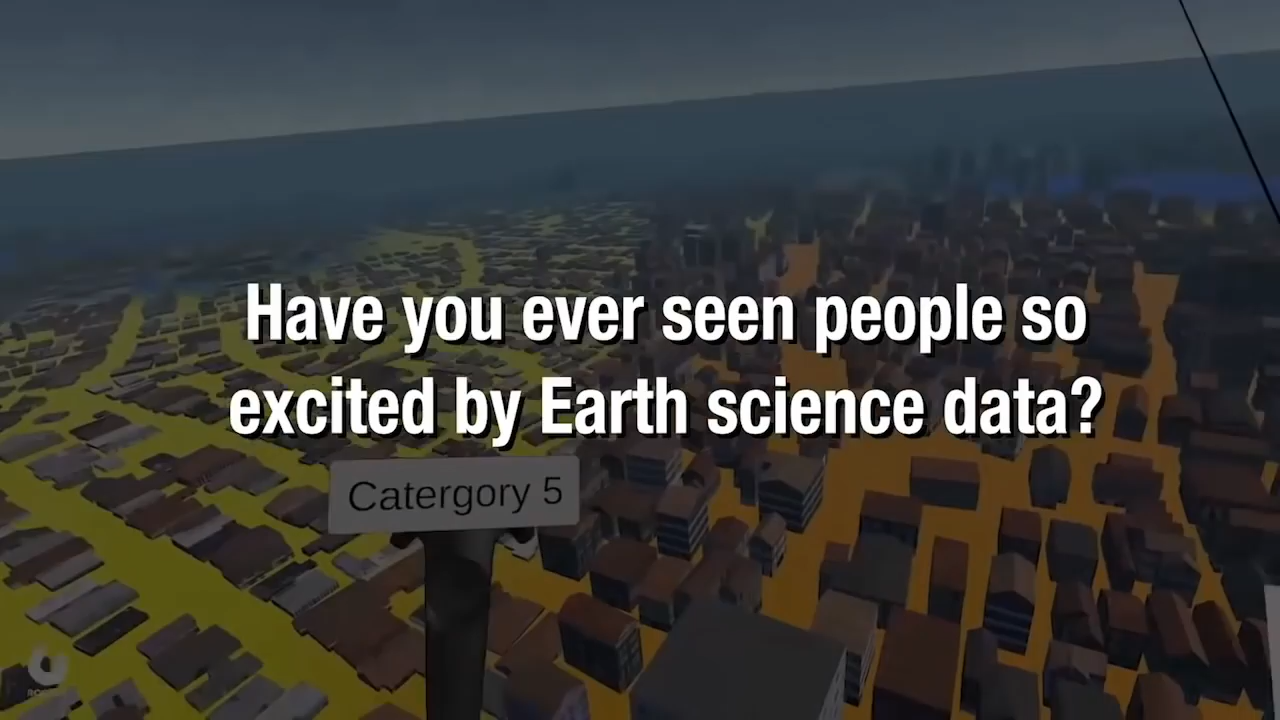 Have you ever seen people so
excited by Earth science data?
Catergory 5